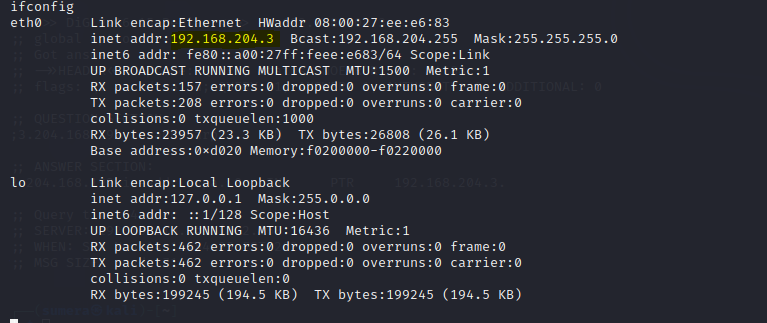 ifconfig
eth0 Link encap:Ethernet HWaddr 08:00:27:ee:e6:83
inet addr:192.168.204.3 Bcast:192.168.204.255 Mask:255.255.255.0
inet6 addr: fe80::a00:27ff:feee:e683/64 Scope:Link
UP BROADCAST RUNNING MULTICAST MTU:1500 Metric:1
RX packets:157 errors:0 dropped:0 overruns:0 frame:0
TX packets:208 errors:0 dropped:0 overruns:0 carrier:0
collisions:0 txqueuelen:1000
RX bytes:23957 (23.3 KB) TX bytes:26808 (26.1 KB)
Base address:0×d020 Memory:f0200000-f0220000
lo Link encap:Local Loopback
inet addr:127.0.0.1 Mask:255.0.0.0
inet6 addr: ::1/128 Scope:Host
UP LOOPBACK RUNNING MTU:16436 Metric:1
RX packets:462 errors:0 dropped:0 overruns:0 frame:0
TX packets:462 errors:0 dropped:0 overruns:0 carrier:0
collisions:0 txqueuelen:0
RX bytes:199245 (194.5 KB) TX bytes:199245 (194.5 KB)